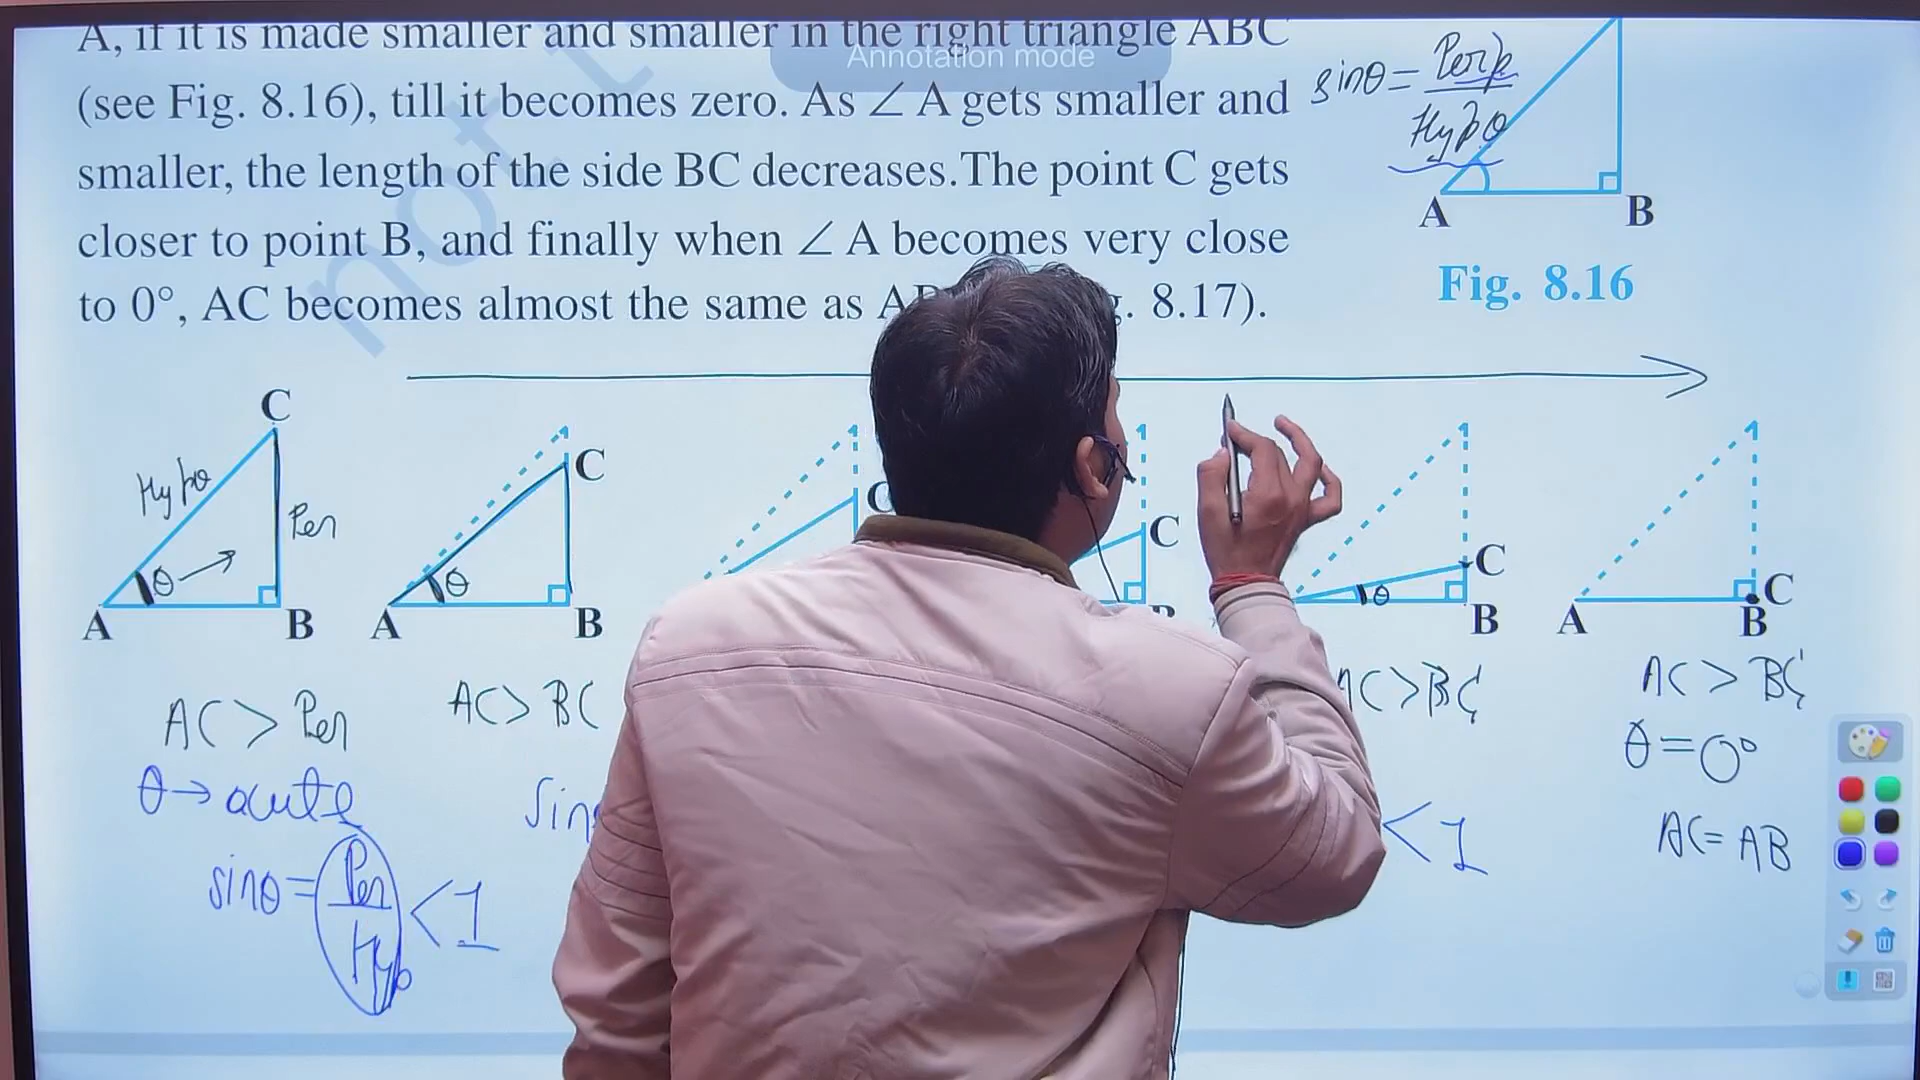 A, if it is made smaller and smaller in the right triangle ABC
Annotation mode
(see Fig. 8.16), till it becomes zero. As ∠ A gets smaller and
smaller, the length of the side BC decreases. The point C gets
closer to point B, and finally when ∠ A becomes very close
to 0°, AC becomes almost the same as g. 8.17).
not
sinθ = Perp
Hypo
A B
Fig. 8.16
C
Hypo
Per
θ
A B
C
θ
A B
C
C
C
θ
B
C
A B
AC > Per
θ → acute
sinθ = Per
Hyp
< 1
AC > BC
sin
AC > BC
< 1
AC > BC
θ = 0°
AC = AB